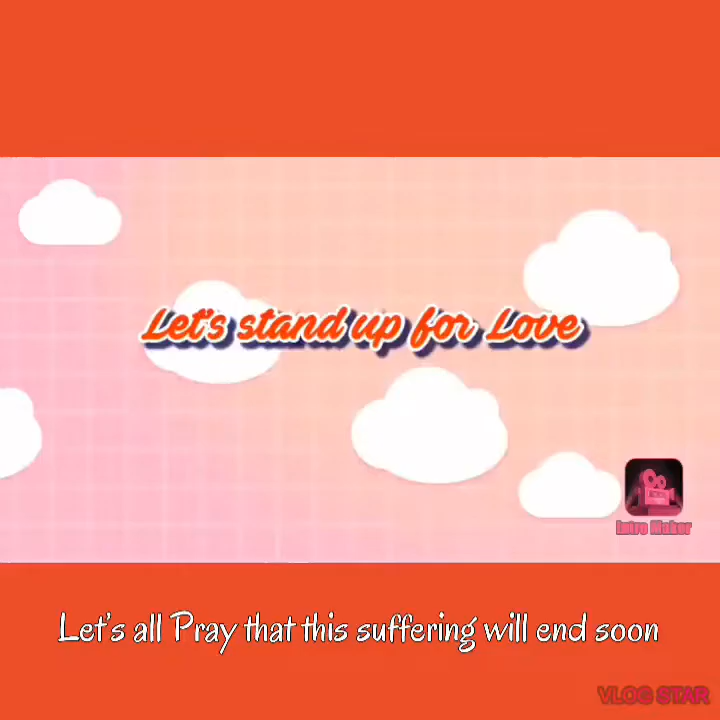 Let's stand up for Love
Intro Maker
Let's all Pray that this suffering will end soon
VLOG STAR